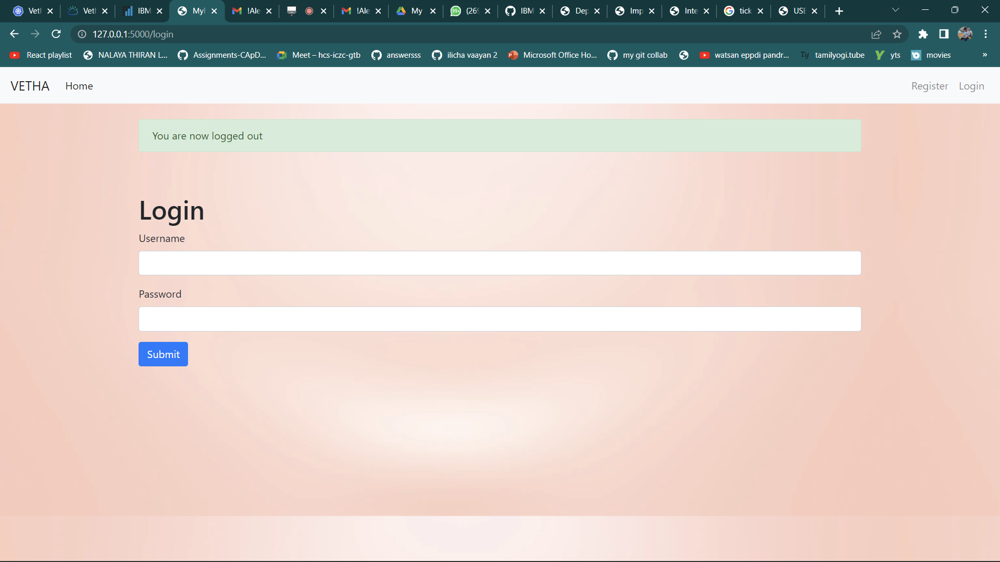 Vetl Veth IBM MyF !Ale !Ale My (269 IBM Dep Imp Inte tick USE
127.0.0.1:5000/login
React playlist NALAYA THIRAN L... Assignments-CApD... Meet – hcs-iczc-gtb answersss ilicha vaayan 2 Microsoft Office Ho... my git collab watsan eppdi pandr... Ty tamilyogi.tube yts movies »
VETHA Home Register Login
You are now logged out
Login
Username
Password
Submit